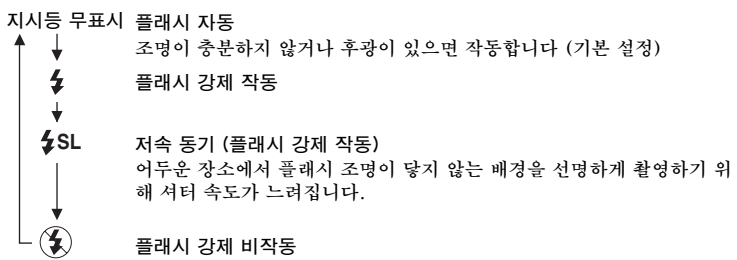 지시등 무표시 플래시 자동
조명이 충분하지 않거나 후광이 있으면 작동합니다 (기본 설정)
플래시 강제 작동
SL 저속 동기 (플래시 강제 작동)
어두운 장소에서 플래시 조명이 닿지 않는 배경을 선명하게 촬영하기 위
해 셔터 속도가 느려집니다.
플래시 강제 비작동